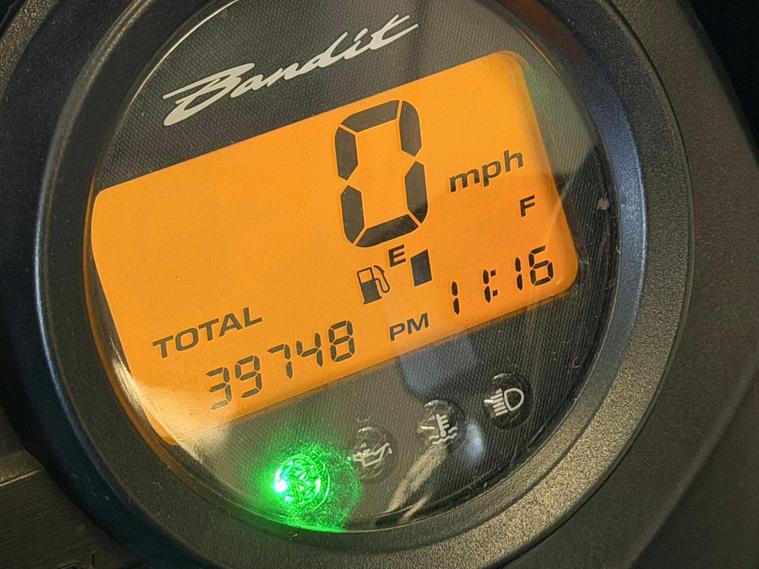 Bandit
0 mph
F
E
TOTAL
39748 PM 11:16